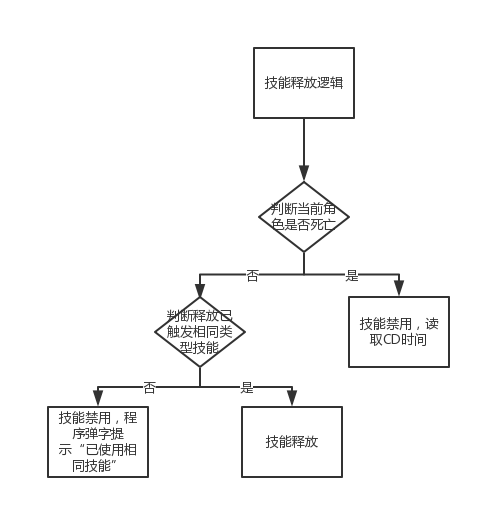 技能释放逻辑
判断当前角
色是否死亡
否
是
判断释放已
触发相同类
型技能
技能禁用，读
取CD时间
否
是
技能禁用，程
序弹字提
示“已使用相
同技能”
技能释放